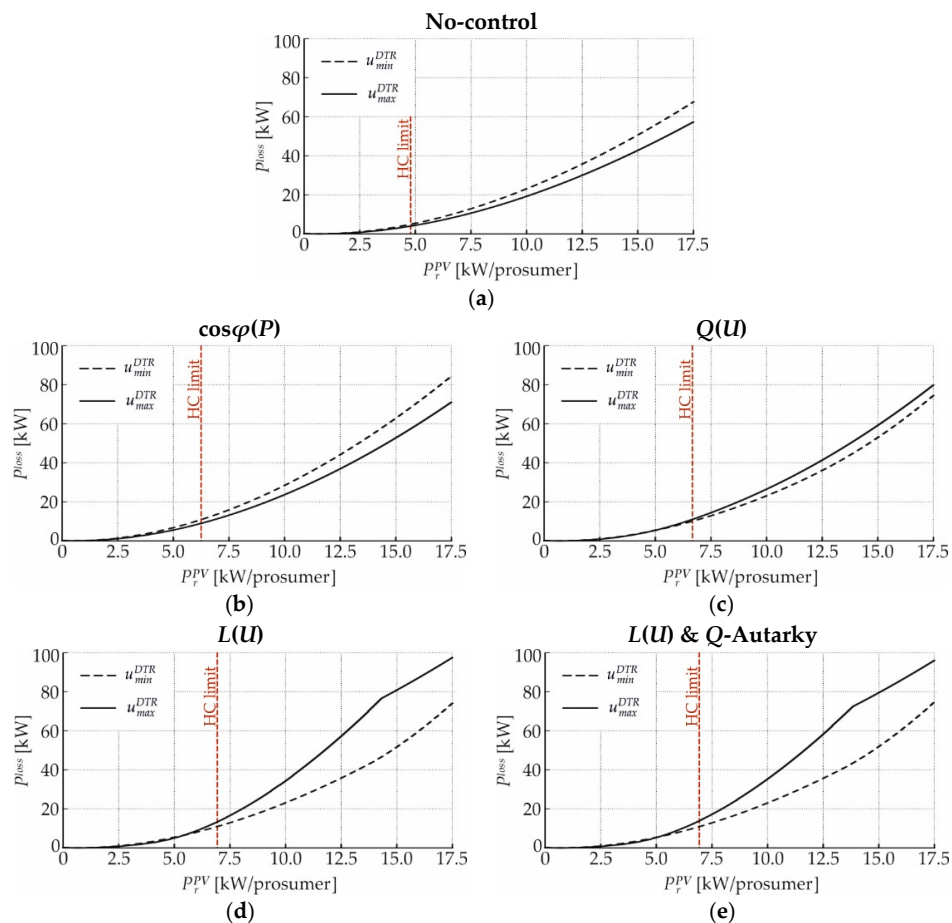 No-control
100
80
60
40
20
0
P^loss [kW]
u_min^DTR
u_max^DTR
HC limit
0 2.5 5.0 7.5 10.0 12.5 15.0 17.5
P_r^PV [kW/prosumer]
(a)
cosφ(P)
100
80
60
40
20
0
P^loss [kW]
u_min^DTR
u_max^DTR
HC limit
0 2.5 5.0 7.5 10.0 12.5 15.0 17.5
P_r^PV [kW/prosumer]
(b)
Q(U)
100
80
60
40
20
0
P^loss [kW]
u_min^DTR
u_max^DTR
HC limit
0 2.5 5.0 7.5 10.0 12.5 15.0 17.5
P_r^PV [kW/prosumer]
(c)
L(U)
100
80
60
40
20
0
P^loss [kW]
u_min^DTR
u_max^DTR
HC limit
0 2.5 5.0 7.5 10.0 12.5 15.0 17.5
P_r^PV [kW/prosumer]
(d)
L(U) & Q-Autarky
100
80
60
40
20
0
P^loss [kW]
u_min^DTR
u_max^DTR
HC limit
0 2.5 5.0 7.5 10.0 12.5 15.0 17.5
P_r^PV [kW/prosumer]
(e)